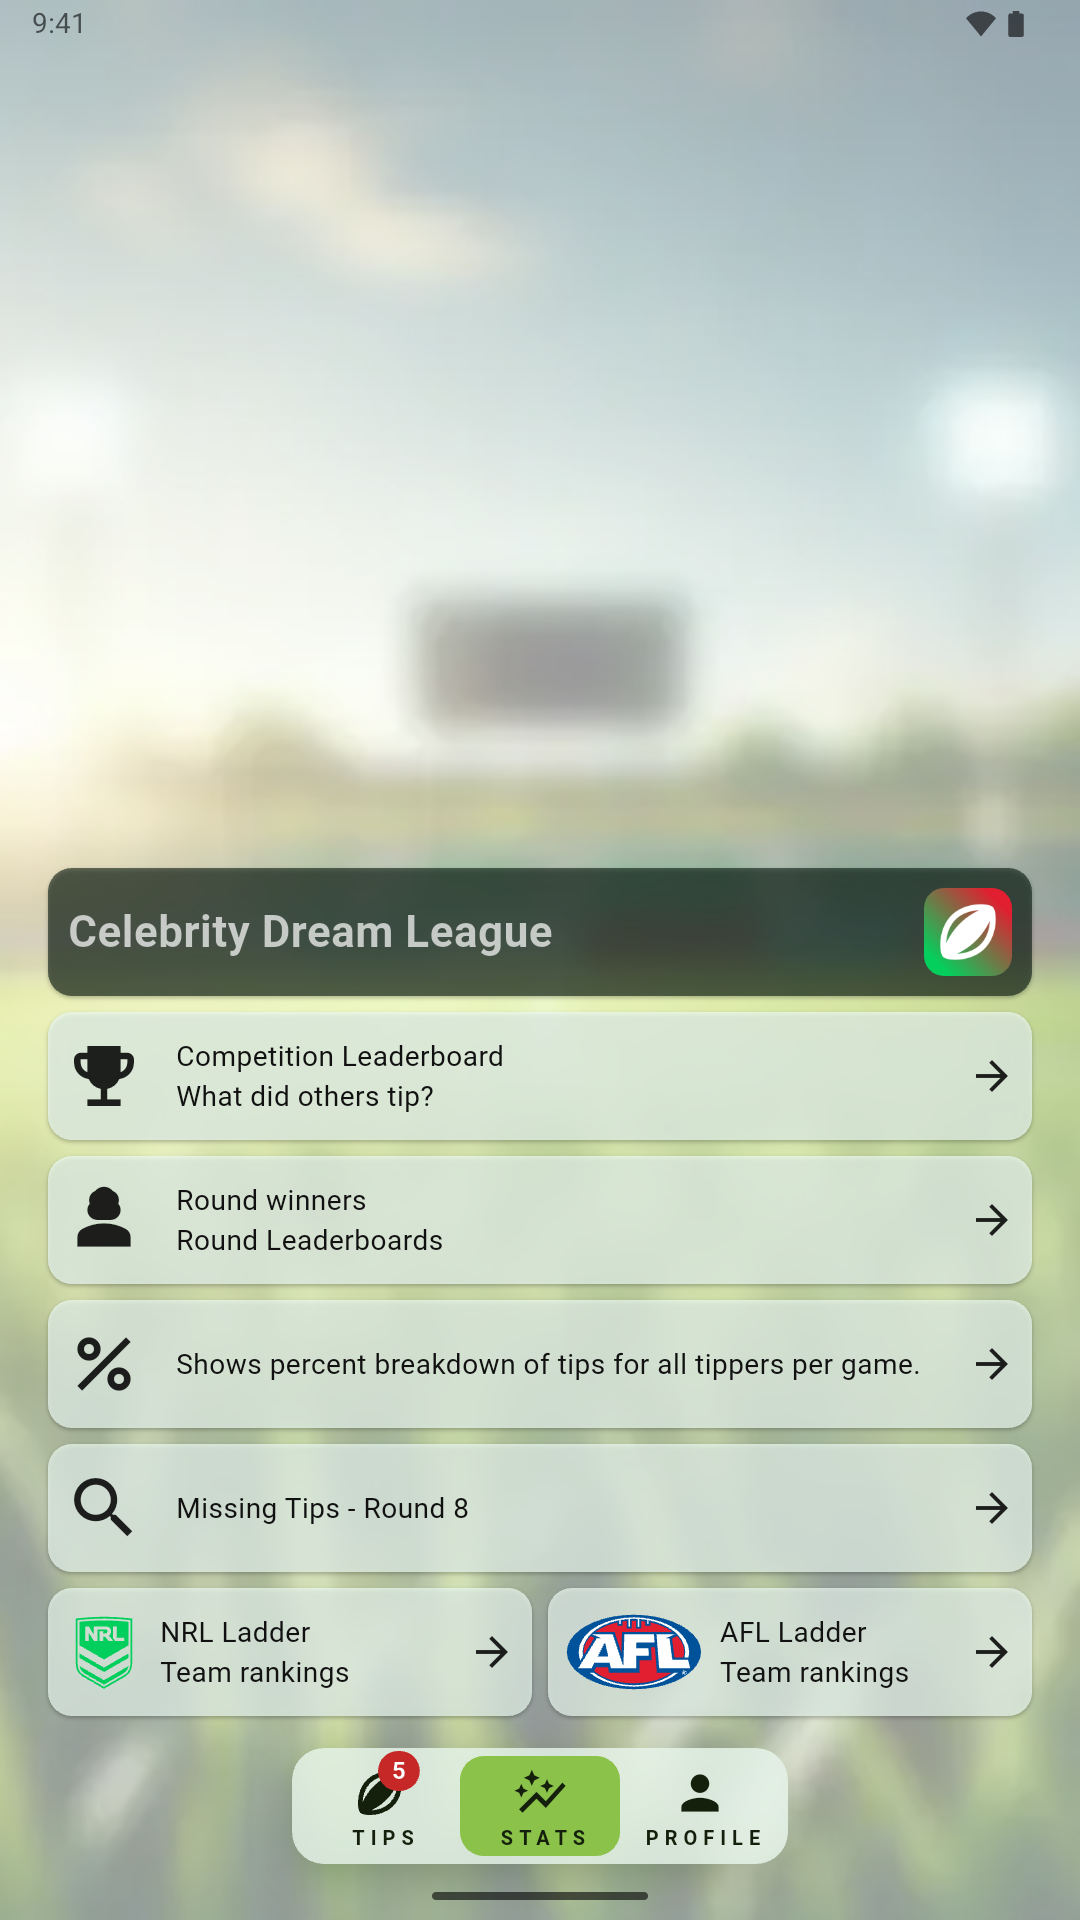 9:41
Celebrity Dream League
Competition Leaderboard
What did others tip?
Round winners
Round Leaderboards
Shows percent breakdown of tips for all tippers per game.
Missing Tips - Round 8
NRL
NRL Ladder
Team rankings
AFL
AFL Ladder
Team rankings
5
TIPS
STATS
PROFILE